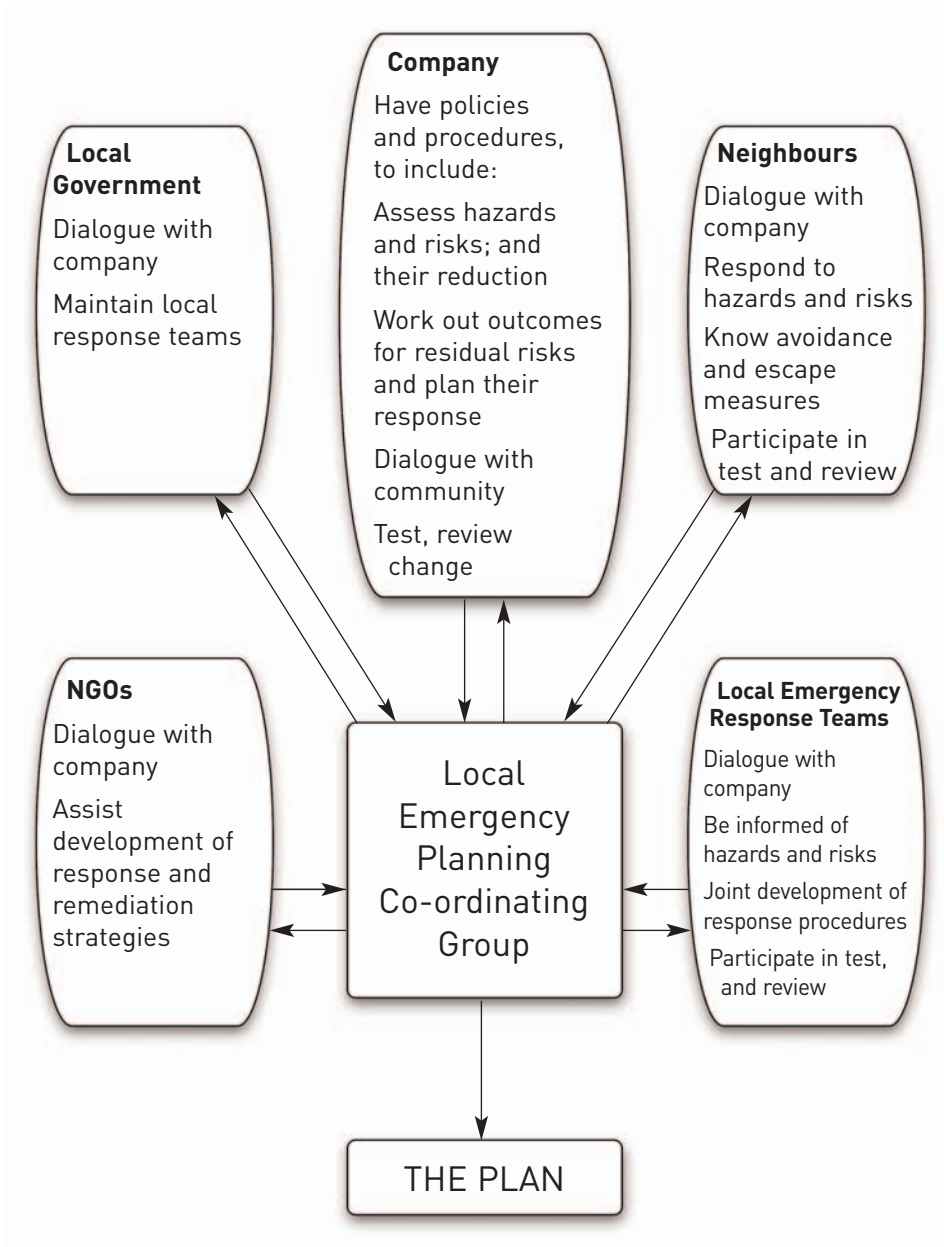 Company
Have policies
and procedures,
to include:
Assess hazards
and risks; and
their reduction
Work out outcomes
for residual risks
and plan their
response
Dialogue with
community
Test, review
change
Local
Government
Dialogue with
company
Maintain local
response teams
Neighbours
Dialogue with
company
Respond to
hazards and risks
Know avoidance
and escape
measures
Participate in
test and review
NGOs
Dialogue with
company
Assist
development of
response and
remediation
strategies
Local
Emergency
Planning
Co-ordinating
Group
Local Emergency
Response Teams
Dialogue with
company
Be informed of
hazards and risks
Joint development of
response procedures
Participate in test,
and review
THE PLAN